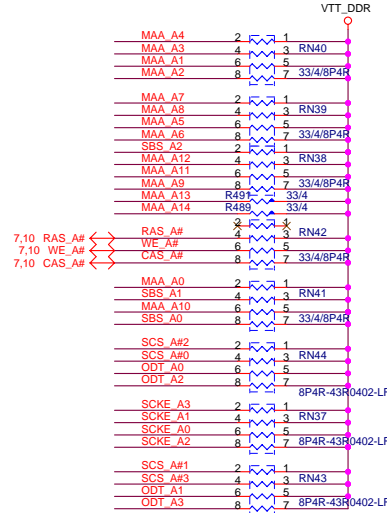 VTT_DDR
MAA_A4 2 1
MAA_A3 4 3 RN40
MAA_A1 6 5
MAA_A2 8 7 33/4/8P4R
MAA_A7 2 1
MAA_A8 4 3 RN39
MAA_A5 6 5
MAA_A6 8 7 33/4/8P4R
SBS_A2 2 1
MAA_A12 4 3 RN38
MAA_A11 6 5
MAA_A9 8 7 33/4/8P4R
MAA_A13 R491 33/4
MAA_A14 R489 33/4
2 1
7,10 RAS_A# RAS_A# 4 3 RN42
7,10 WE_A# WE_A# 6 5
7,10 CAS_A# CAS_A# 8 7 33/4/8P4R
MAA_A0 2 1
SBS_A1 4 3 RN41
MAA_A10 6 5
SBS_A0 8 7 33/4/8P4R
SCS_A#2 2 1
SCS_A#0 4 3 RN44
ODT_A0 6 5
ODT_A2 8 7
8P4R-43R0402-LF
SCKE_A3 2 1
SCKE_A1 4 3 RN37
SCKE_A0 6 5
SCKE_A2 8 7 8P4R-43R0402-LF
SCS_A#1 2 1
SCS_A#3 4 3 RN43
ODT_A1 6 5
ODT_A3 8 7 8P4R-43R0402-LF